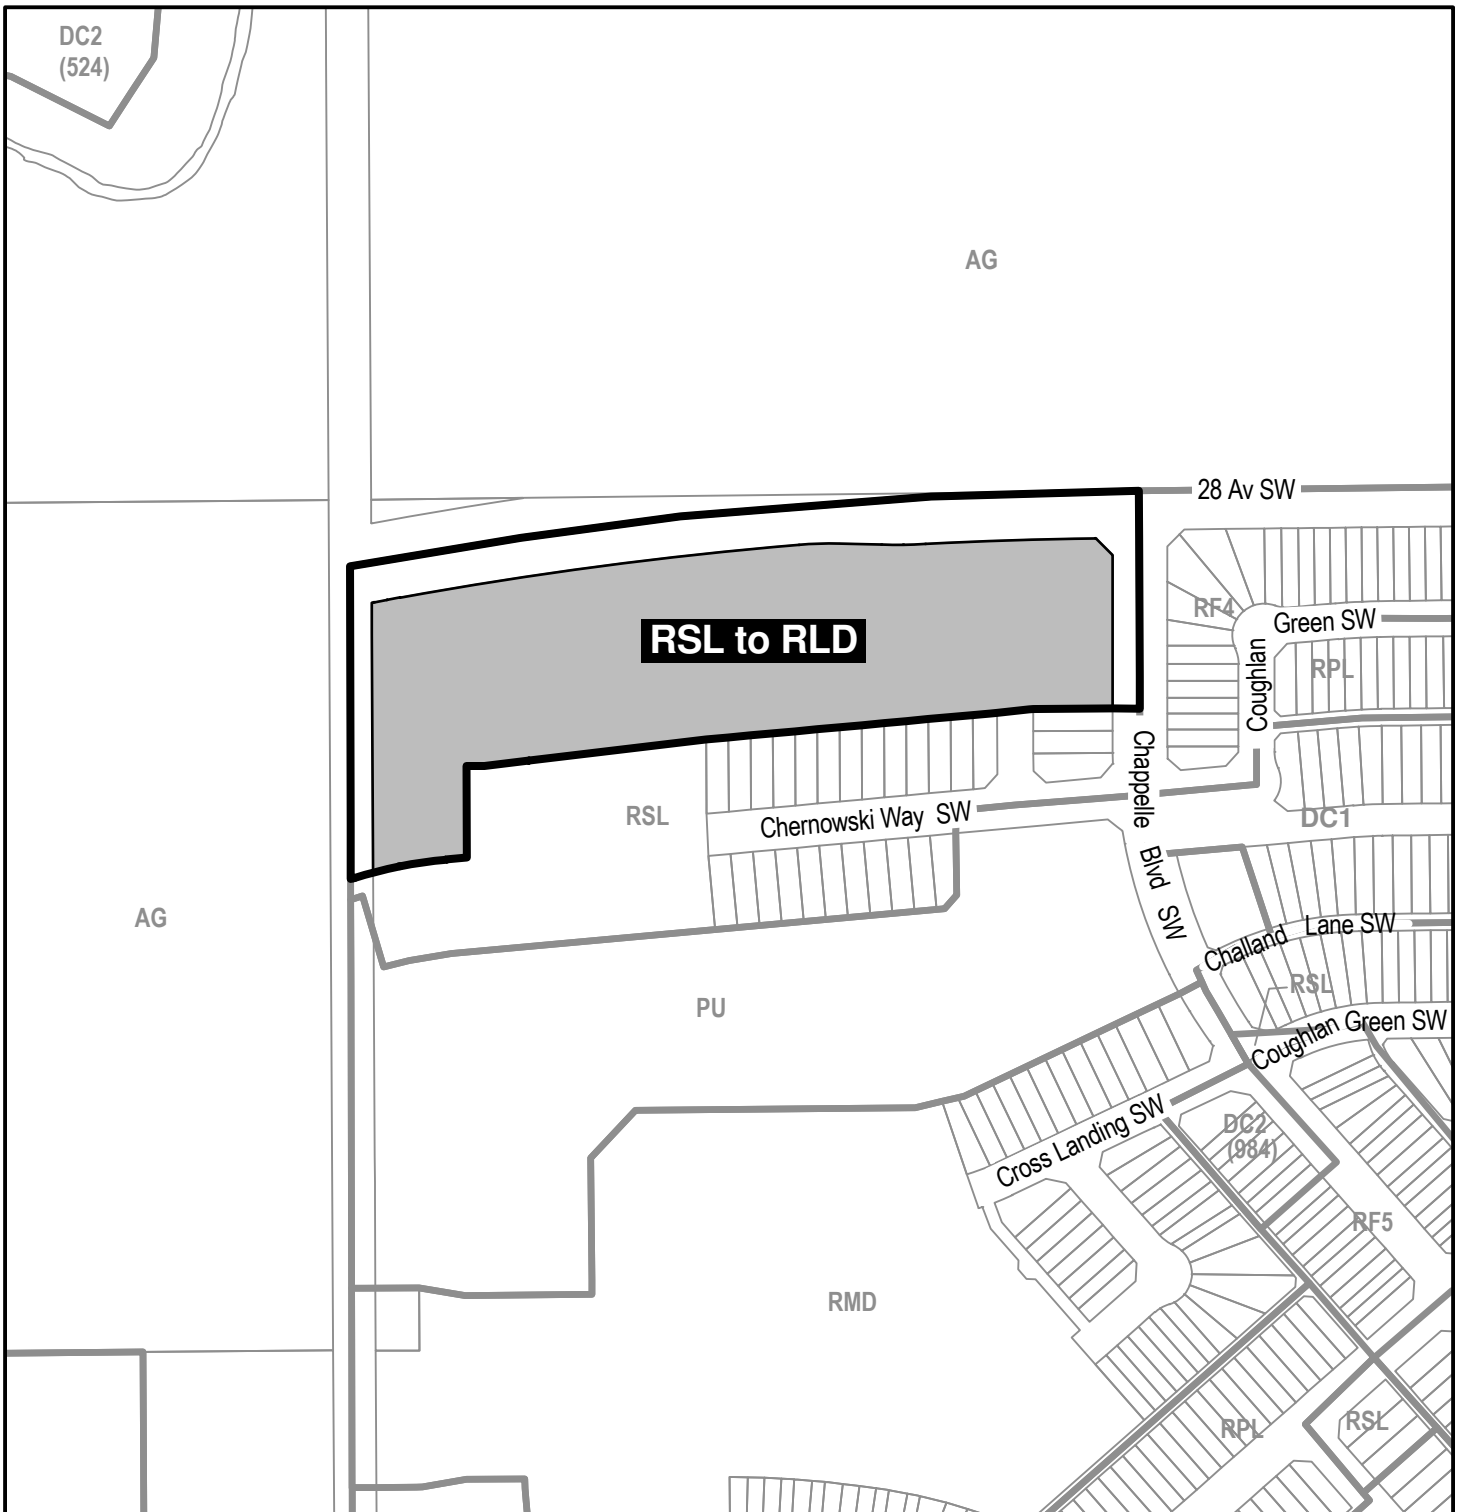 DC2
(524)
AG
28 Av SW
RSL to RLD
RF4
Green SW
Coughlan
RPL
Chappelle Blvd SW
RSL
Chernowski Way SW
DC1
AG
Challand Lane SW
RSL
PU
Coughlan Green SW
Cross Landing SW
DC2
(984)
RF5
RMD
RPL
RSL